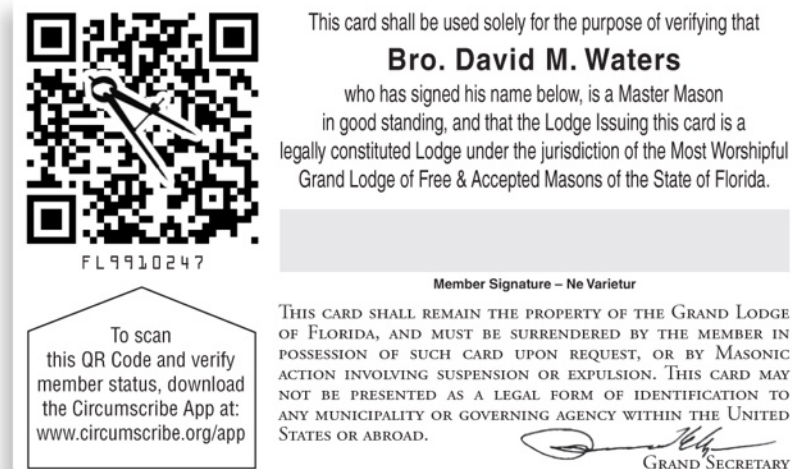 This card shall be used solely for the purpose of verifying that
Bro. David M. Waters
who has signed his name below, is a Master Mason
in good standing, and that the Lodge Issuing this card is a
legally constituted Lodge under the jurisdiction of the Most Worshipful
Grand Lodge of Free & Accepted Masons of the State of Florida.
FL9910247
Member Signature – Ne Varietur
To scan
this QR Code and verify
member status, download
the Circumscribe App at:
www.circumscribe.org/app
THIS CARD SHALL REMAIN THE PROPERTY OF THE GRAND LODGE
OF FLORIDA, AND MUST BE SURRENDERED BY THE MEMBER IN
POSSESSION OF SUCH CARD UPON REQUEST, OR BY MASONIC
ACTION INVOLVING SUSPENSION OR EXPULSION. THIS CARD MAY
NOT BE PRESENTED AS A LEGAL FORM OF IDENTIFICATION TO
ANY MUNICIPALITY OR GOVERNING AGENCY WITHIN THE UNITED
STATES OR ABROAD.
GRAND SECRETARY